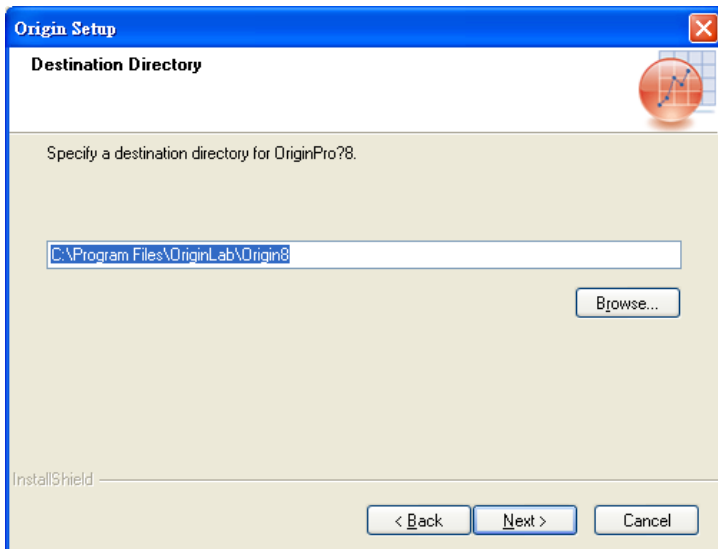 Origin Setup
Destination Directory
Specify a destination directory for OriginPro?8.
C:\Program Files\OriginLab\Origin8
Browse...
InstallShield
< Back
Next >
Cancel